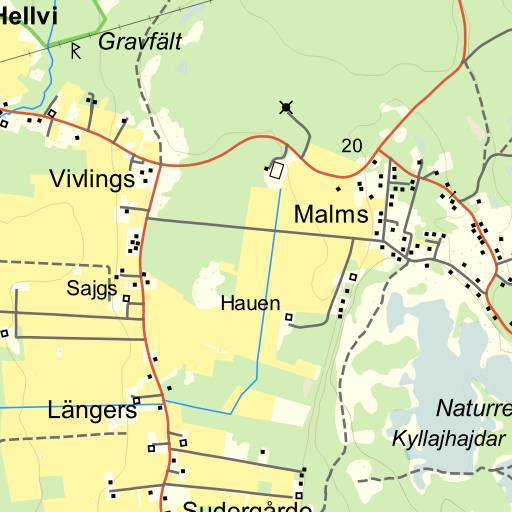 Hellvi
Gravfält
20
Vivlings
Malms
Sajgs
Hauen
Längers
Naturre
Kyllajhajdar
Sudergårde